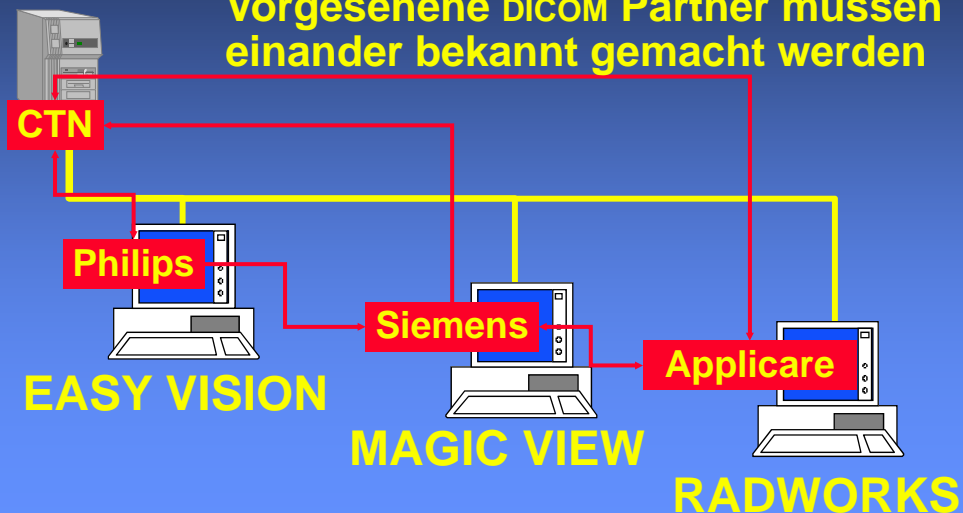 Vorgesehene DICOM Partner müssen
einander bekannt gemacht werden
CTN
Philips
EASY VISION
Siemens
MAGIC VIEW
Applicare
RADWORKS